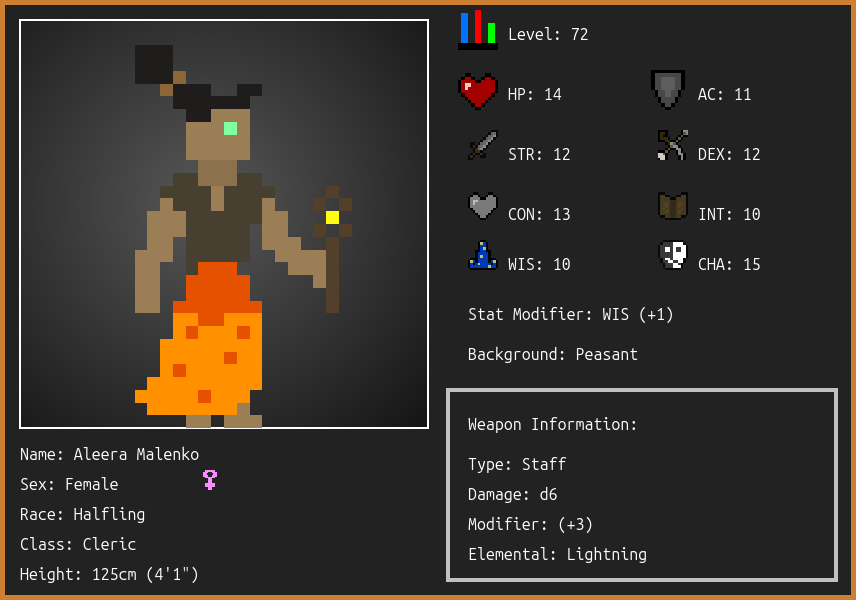 Level: 72
HP: 14
AC: 11
STR: 12
DEX: 12
CON: 13
INT: 10
WIS: 10
CHA: 15
Stat Modifier: WIS (+1)
Background: Peasant
Weapon Information:
Type: Staff
Damage: d6
Modifier: (+3)
Elemental: Lightning
Name: Aleera Malenko
Sex: Female
Race: Halfling
Class: Cleric
Height: 125cm (4'1")